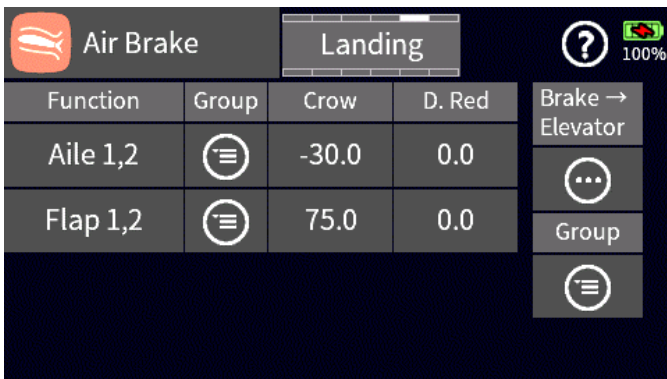 Air Brake
Landing
?
100%
Function Group Crow D. Red
Brake →
Elevator
Aile 1,2 -30.0 0.0
Flap 1,2 75.0 0.0
Group